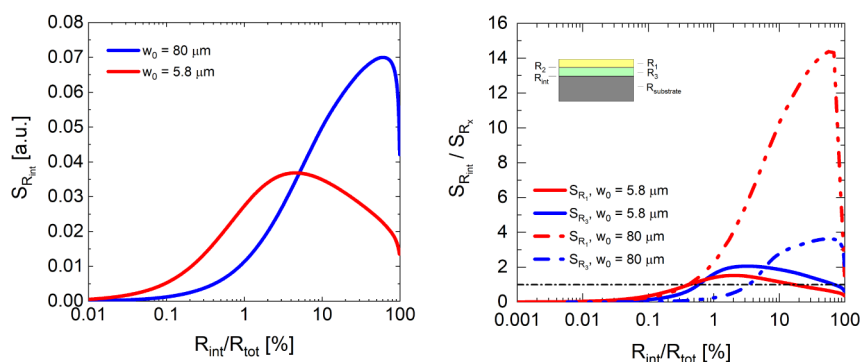 0.08
0.07
0.06
0.05
0.04
0.03
0.02
0.01
0.00
S_Rint [a.u.]
w₀ = 80 μm
w₀ = 5.8 μm
0.01 0.1 1 10 100
R_int/R_tot [%]
16
14
12
10
8
6
4
2
0
S_Rint / S_Rx
R₁
R₂
R₃
R_int
R_substrate
S_R₁, w₀ = 5.8 μm
S_R₃, w₀ = 5.8 μm
S_R₁, w₀ = 80 μm
S_R₃, w₀ = 80 μm
0.001 0.01 0.1 1 10 100
R_int/R_tot [%]